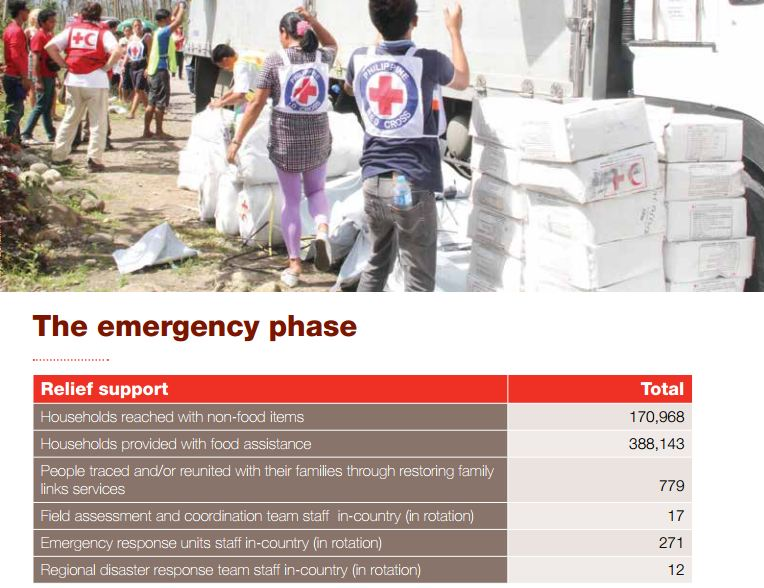 PHILIPPINE
RED CROSS
The emergency phase
Relief support Total
Households reached with non-food items 170,968
Households provided with food assistance 388,143
People traced and/or reunited with their families through restoring family
links services 779
Field assessment and coordination team staff in-country (in rotation) 17
Emergency response units staff in-country (in rotation) 271
Regional disaster response team staff in-country (in rotation) 12